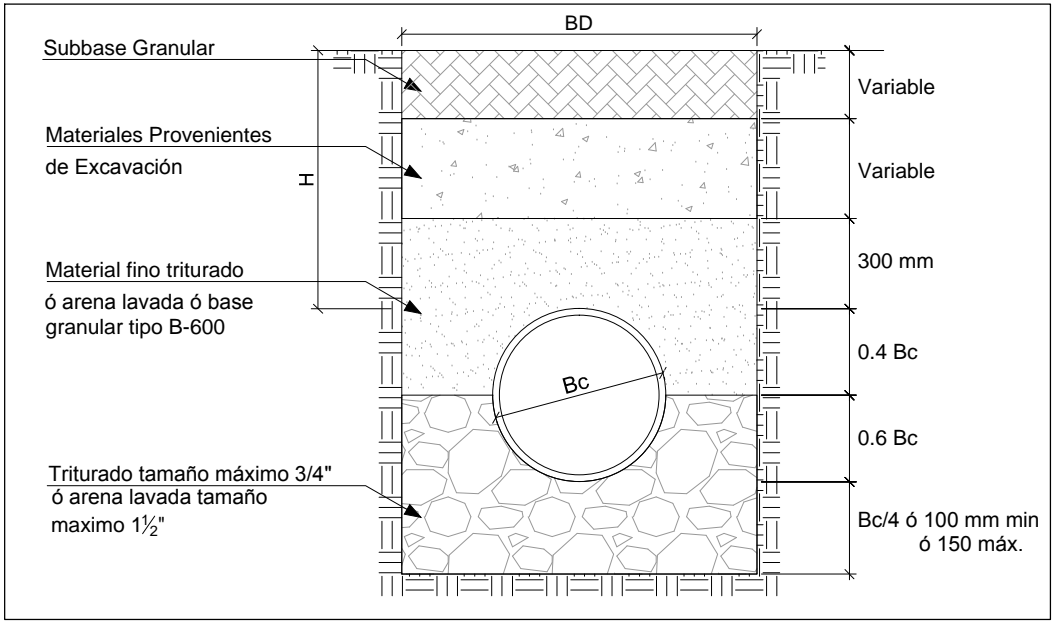 BD
Subbase Granular
Variable
Materiales Provenientes
de Excavación
Variable
H
Material fino triturado
ó arena lavada ó base
granular tipo B-600
300 mm
0.4 Bc
Bc
0.6 Bc
Triturado tamaño máximo 3/4"
ó arena lavada tamaño
maximo 1½"
Bc/4 ó 100 mm min
ó 150 máx.